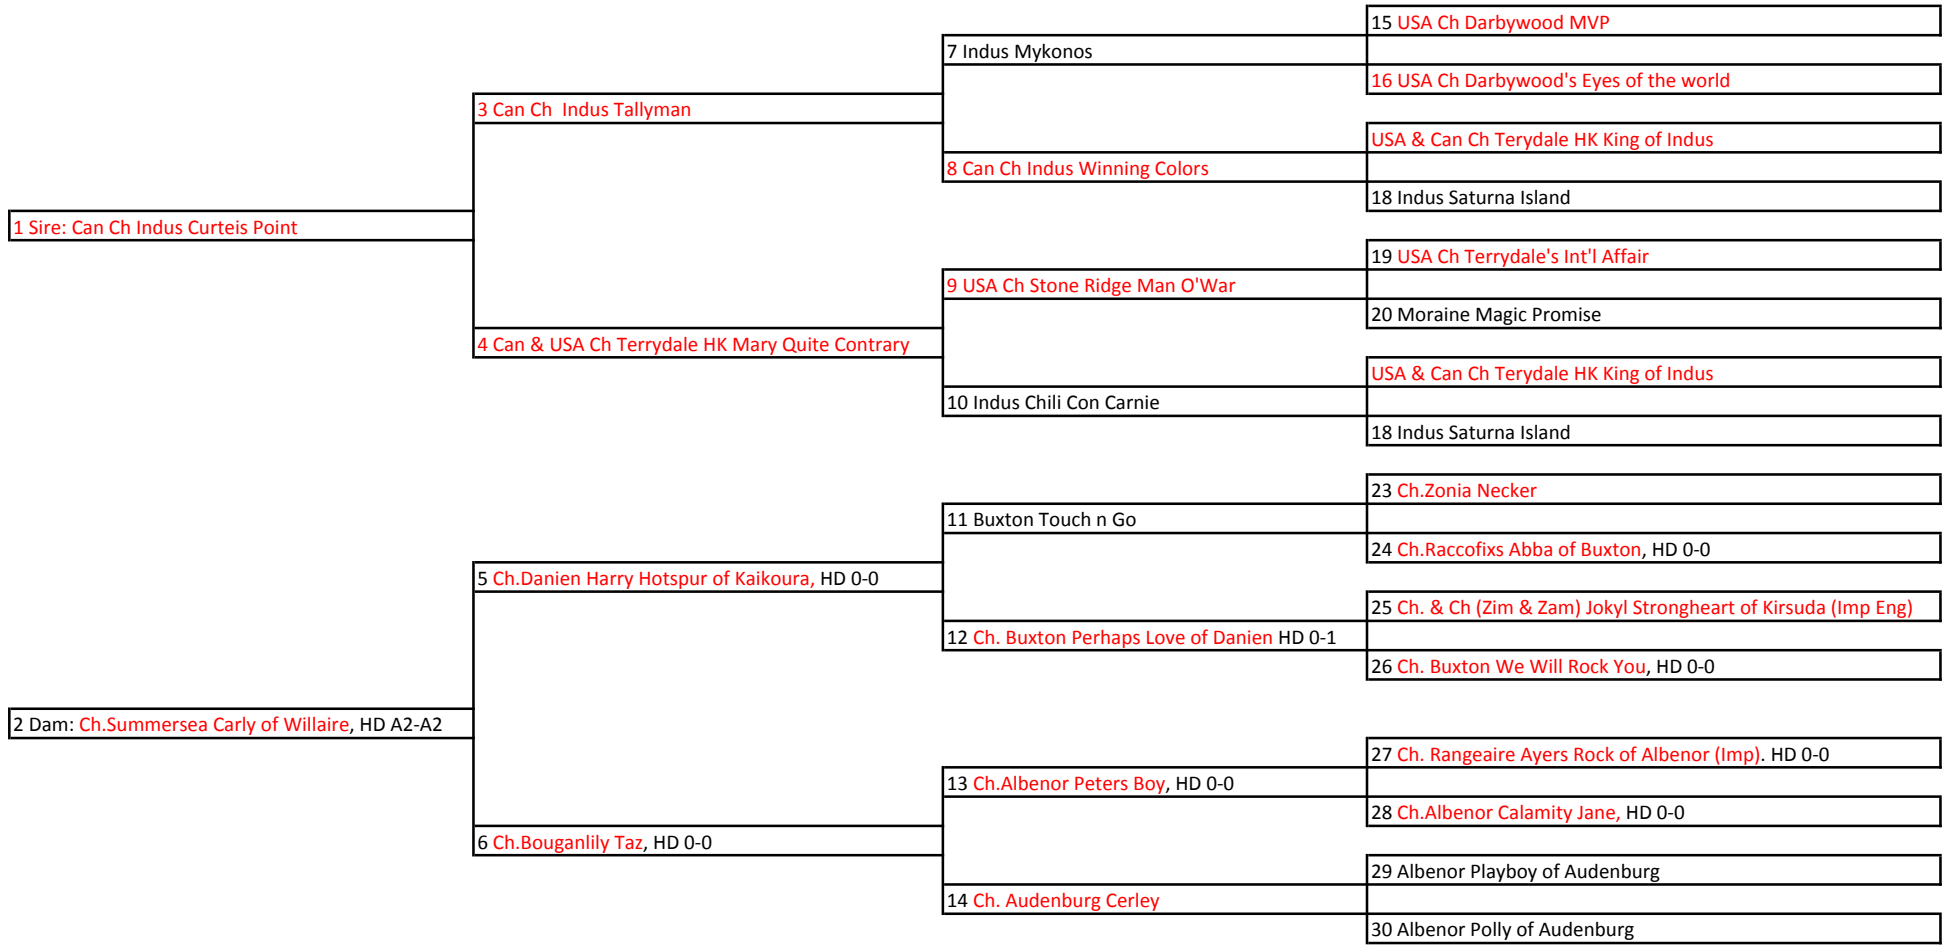 15 USA Ch Darbywood MVP
7 Indus Mykonos
16 USA Ch Darbywood's Eyes of the world
3 Can Ch  Indus Tallyman
USA & Can Ch Terydale HK King of Indus
8 Can Ch Indus Winning Colors
18 Indus Saturna Island
1 Sire: Can Ch Indus Curteis Point
19 USA Ch Terrydale's Int'l Affair
9 USA Ch Stone Ridge Man O'War
20 Moraine Magic Promise
4 Can & USA Ch Terrydale HK Mary Quite Contrary
USA & Can Ch Terydale HK King of Indus
10 Indus Chili Con Carnie
18 Indus Saturna Island
23 Ch.Zonia Necker
11 Buxton Touch n Go
24 Ch.Raccofixs Abba of Buxton, HD 0-0
5 Ch.Danien Harry Hotspur of Kaikoura, HD 0-0
25 Ch. & Ch (Zim & Zam) Jokyl Strongheart of Kirsuda (Imp Eng)
12 Ch. Buxton Perhaps Love of Danien HD 0-1
26 Ch. Buxton We Will Rock You, HD 0-0
2 Dam: Ch.Summersea Carly of Willaire, HD A2-A2
27 Ch. Rangeaire Ayers Rock of Albenor (Imp). HD 0-0
13 Ch.Albenor Peters Boy, HD 0-0
28 Ch.Albenor Calamity Jane, HD 0-0
6 Ch.Bouganlily Taz, HD 0-0
29 Albenor Playboy of Audenburg
14 Ch. Audenburg Cerley
30 Albenor Polly of Audenburg